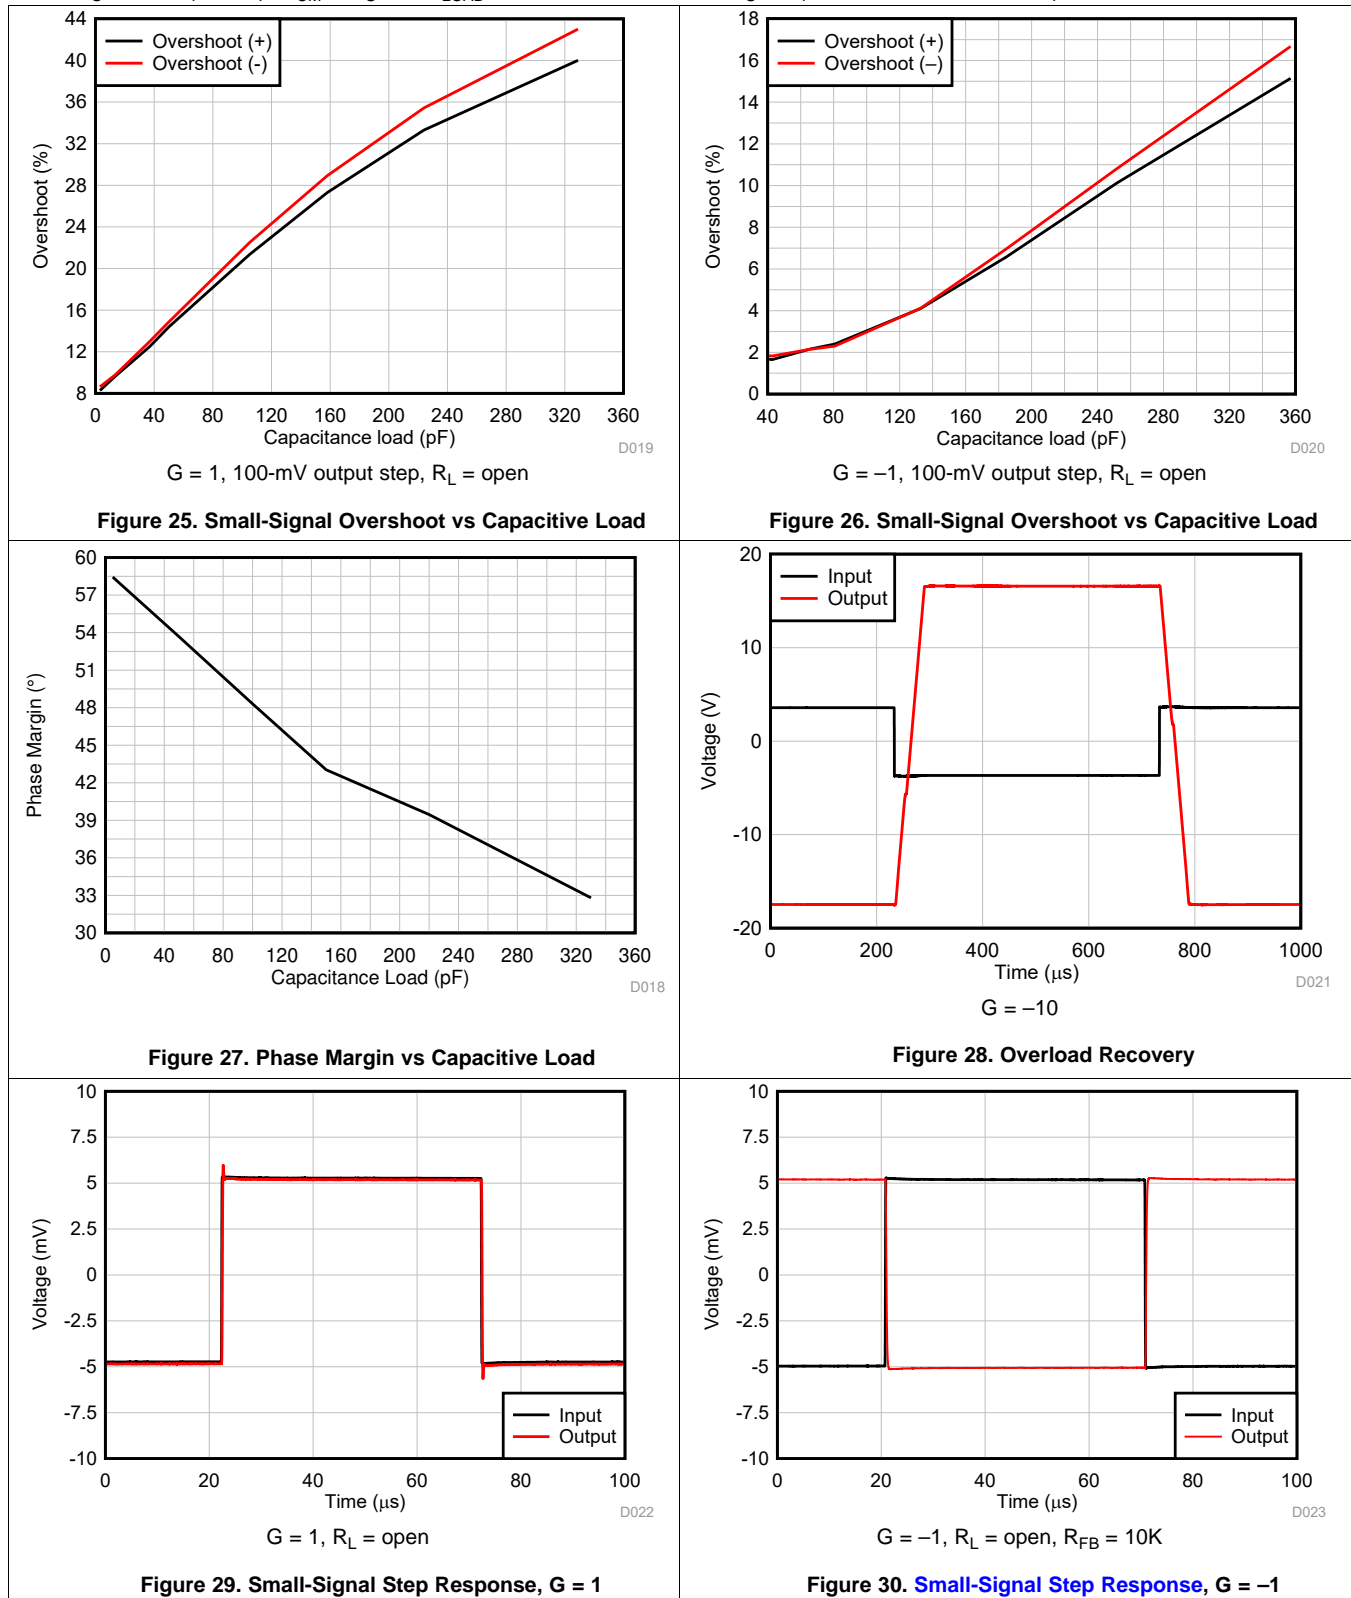 44
40
36
32
28
24
20
16
12
8
Overshoot (%)
Overshoot (+)
Overshoot (-)
0 40 80 120 160 200 240 280 320 360
Capacitance load (pF)
D019
G = 1, 100-mV output step, RL = open
Figure 25. Small-Signal Overshoot vs Capacitive Load
18
16
14
12
10
8
6
4
2
0
Overshoot (%)
Overshoot (+)
Overshoot (–)
40 80 120 160 200 240 280 320 360
Capacitance load (pF)
D020
G = –1, 100-mV output step, RL = open
Figure 26. Small-Signal Overshoot vs Capacitive Load
60
57
54
51
48
45
42
39
36
33
30
Phase Margin (°)
0 40 80 120 160 200 240 280 320 360
Capacitance Load (pF)
D018
Figure 27. Phase Margin vs Capacitive Load
20
10
0
-10
-20
Voltage (V)
Input
Output
0 200 400 600 800 1000
Time (μs)
D021
G = –10
Figure 28. Overload Recovery
10
7.5
5
2.5
0
-2.5
-5
-7.5
-10
Voltage (mV)
Input
Output
0 20 40 60 80 100
Time (μs)
D022
G = 1, RL = open
Figure 29. Small-Signal Step Response, G = 1
10
7.5
5
2.5
0
-2.5
-5
-7.5
-10
Voltage (mV)
Input
Output
0 20 40 60 80 100
Time (μs)
D023
G = –1, RL = open, RFB = 10K
Figure 30. Small-Signal Step Response, G = –1